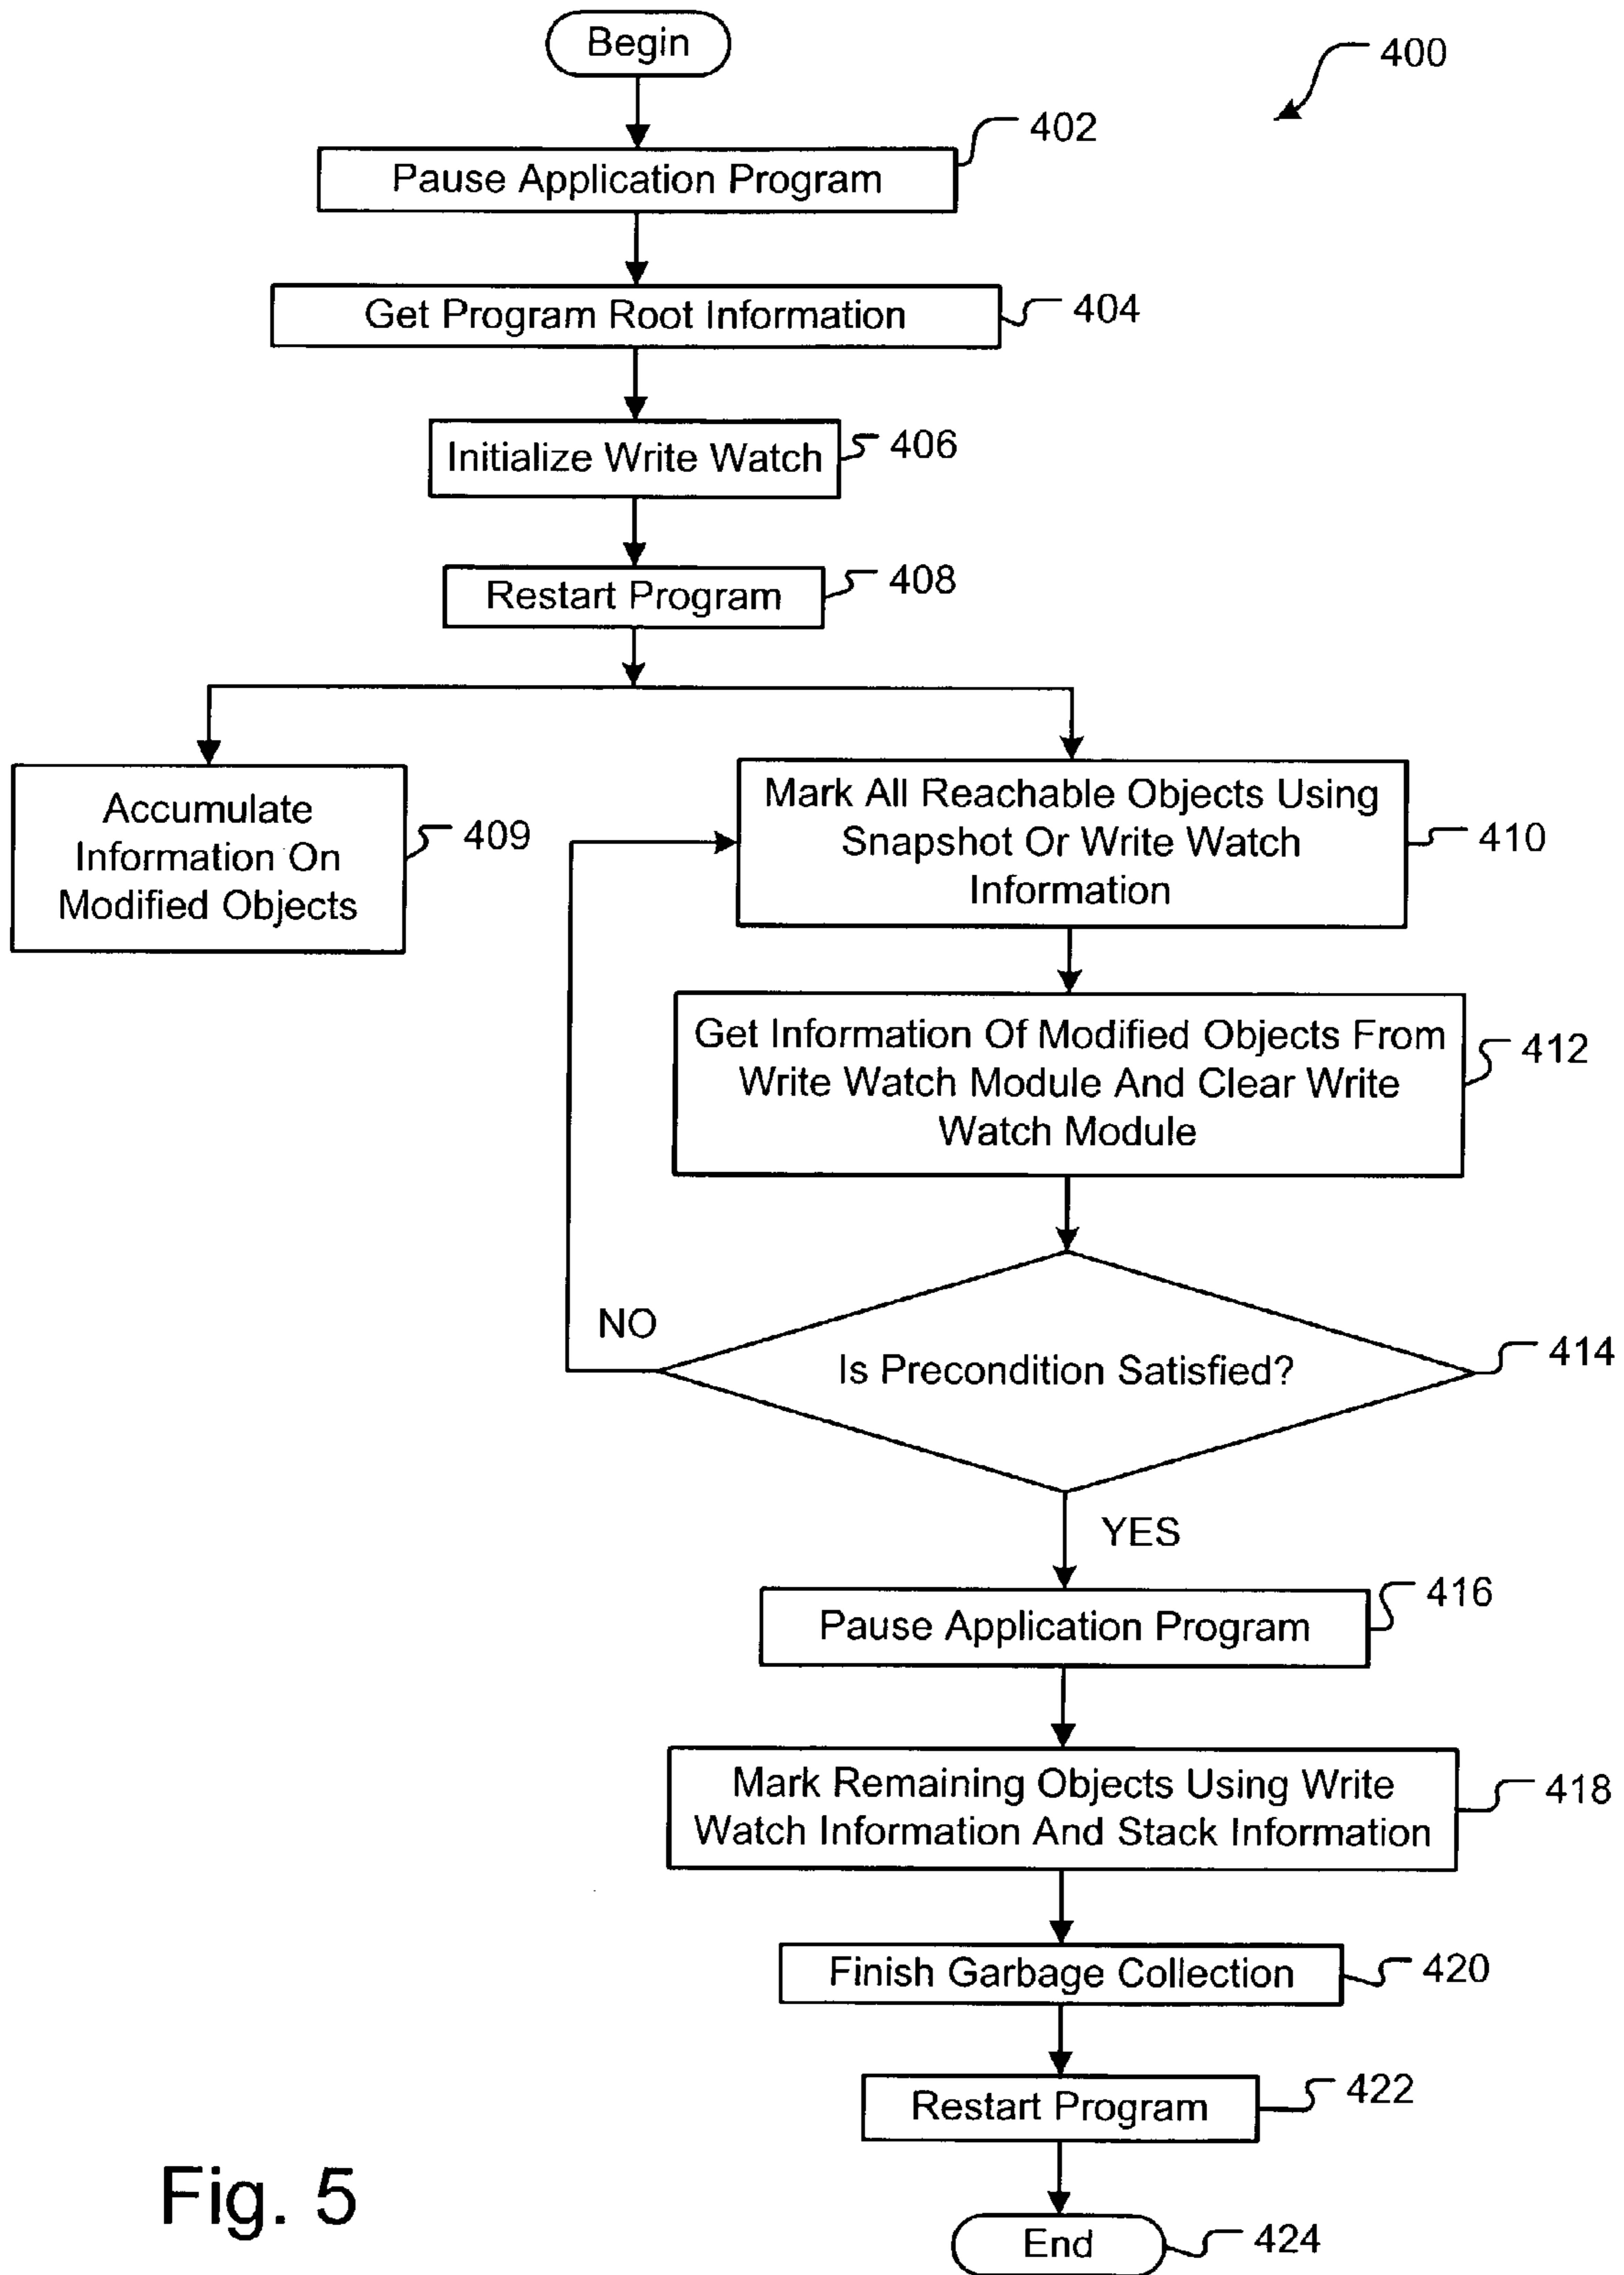 Begin
400
402
Pause Application Program
Get Program Root Information
404
Initialize Write Watch
406
Restart Program
408
Accumulate
Information On
Modified Objects
409
Mark All Reachable Objects Using
Snapshot Or Write Watch
Information
410
Get Information Of Modified Objects From
Write Watch Module And Clear Write
Watch Module
412
NO
Is Precondition Satisfied?
414
YES
Pause Application Program
416
Mark Remaining Objects Using Write
Watch Information And Stack Information
418
Finish Garbage Collection
420
Restart Program
422
Fig. 5
End
424